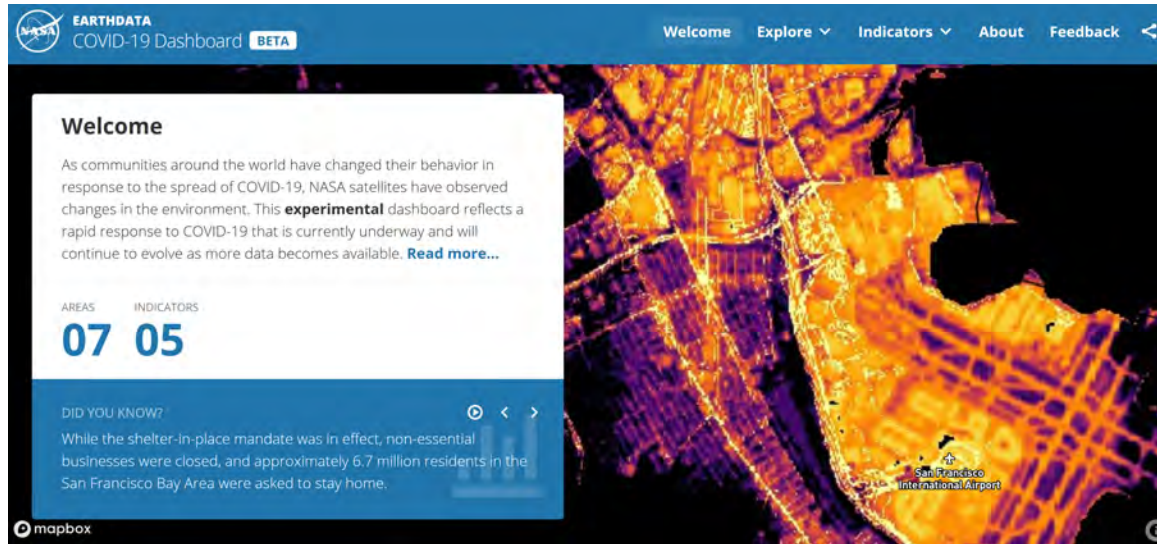 NASA
EARTHDATA
COVID-19 Dashboard BETA
Welcome Explore Indicators About Feedback
Welcome
As communities around the world have changed their behavior in
response to the spread of COVID-19, NASA satellites have observed
changes in the environment. This experimental dashboard reflects a
rapid response to COVID-19 that is currently underway and will
continue to evolve as more data becomes available. Read more...
AREAS INDICATORS
07 05
DID YOU KNOW?
While the shelter-in-place mandate was in effect, non-essential
businesses were closed, and approximately 6.7 million residents in the
San Francisco Bay Area were asked to stay home.
San Francisco
International Airport
mapbox